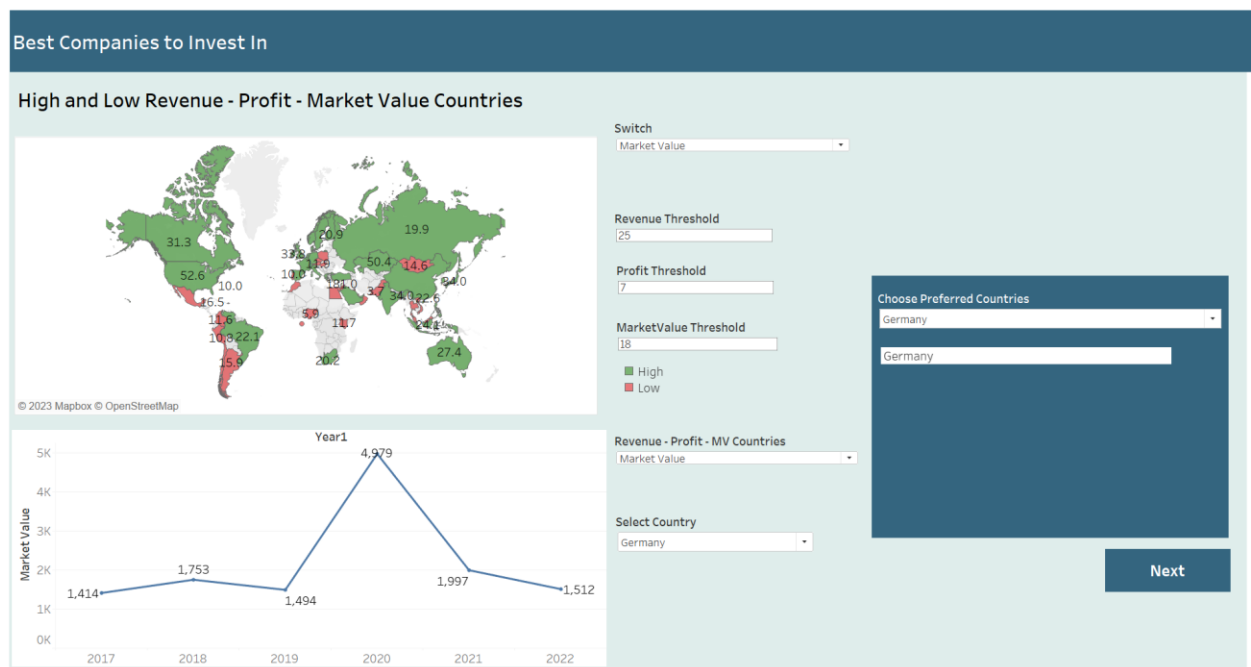 Best Companies to Invest In
High and Low Revenue - Profit - Market Value Countries
31.3
52.6
10.0
16.5
11.6
10.8
22.1
15.9
33.8
20.9
11.9
10.0
19.9
50.4
14.6
3.7
34.0
22.6
24.1
5.9
11.7
20.2
27.4
© 2023 Mapbox © OpenStreetMap
Switch
Market Value
Revenue Threshold
25
Profit Threshold
7
MarketValue Threshold
18
High
Low
Revenue - Profit - MV Countries
Market Value
Select Country
Germany
Choose Preferred Countries
Germany
Germany
Next
Year1
Market Value
5K
4K
3K
2K
1K
0K
1,414
1,753
1,494
4,979
1,997
1,512
2017 2018 2019 2020 2021 2022